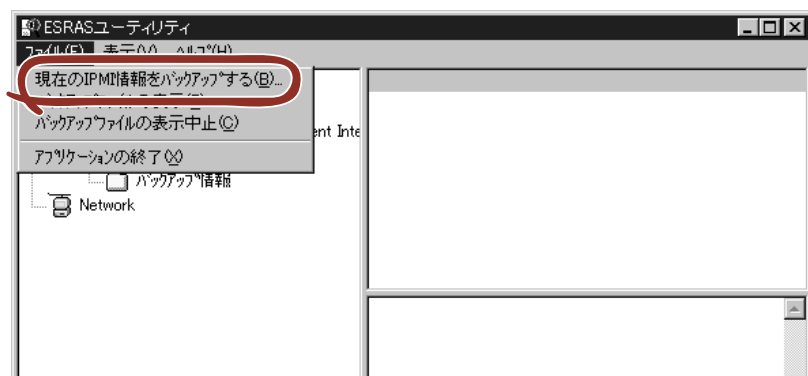 ESRASユーティリティ
ファイル(F) 表示(V) ヘルプ(H)
現在のIPMI情報をバックアップする(B)...
バックアップファイルの表示中止(C)
ent Inte
アプリケーションの終了(X)
バックアップ情報
Network